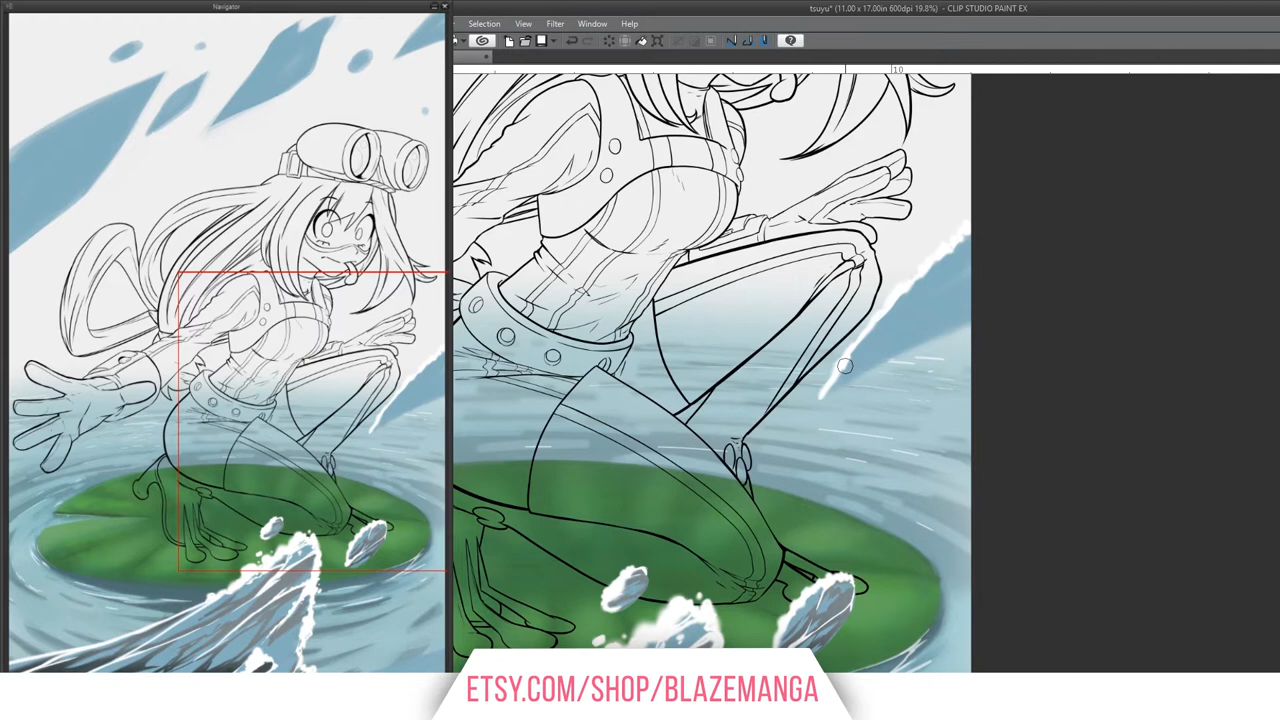 Navigator
tsuyu* (11.00 x 17.00in 600dpi 19.8%) - CLIP STUDIO PAINT EX
Selection View Filter Window Help
10
ETSY.COM/SHOP/BLAZEMANGA